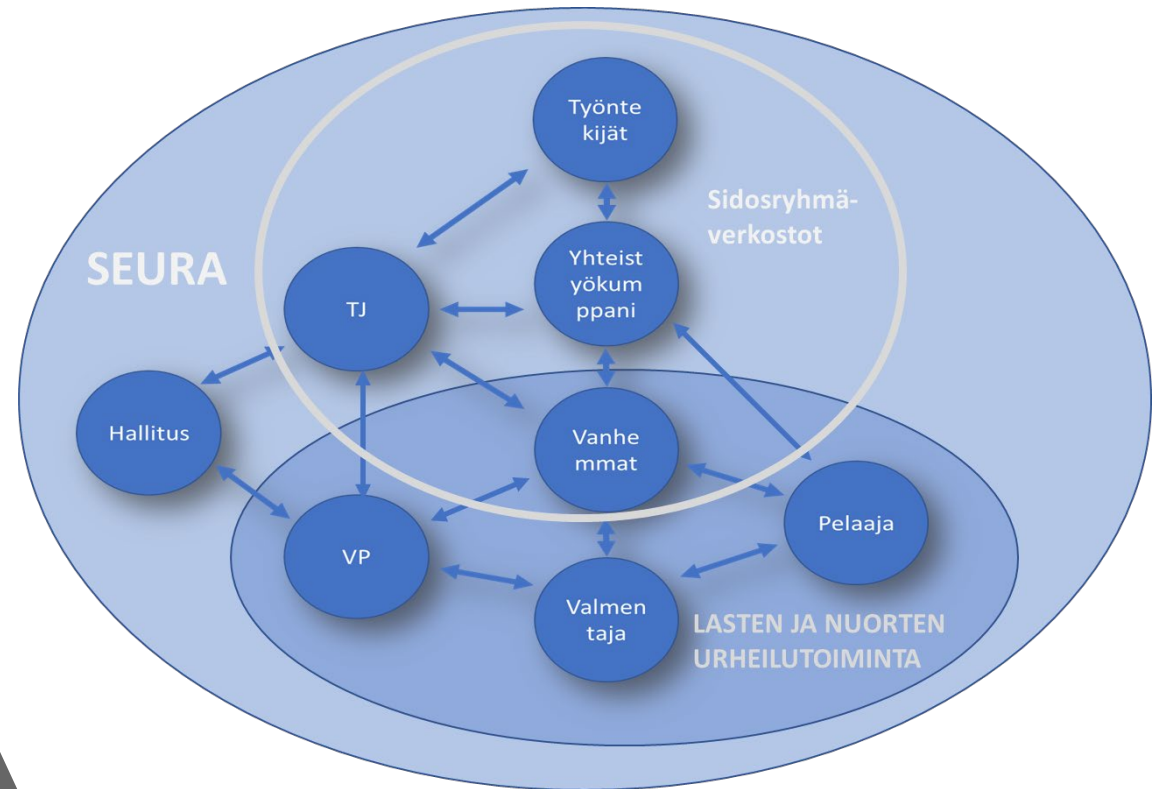 Työnte
kijät
Sidosryhmä-
verkostot
SEURA
Yhteist
yökum
ppani
TJ
Hallitus
Vanhe
mmat
Pelaaja
VP
Valmen
taja
LASTEN JA NUORTEN
URHEILUTOIMINTA